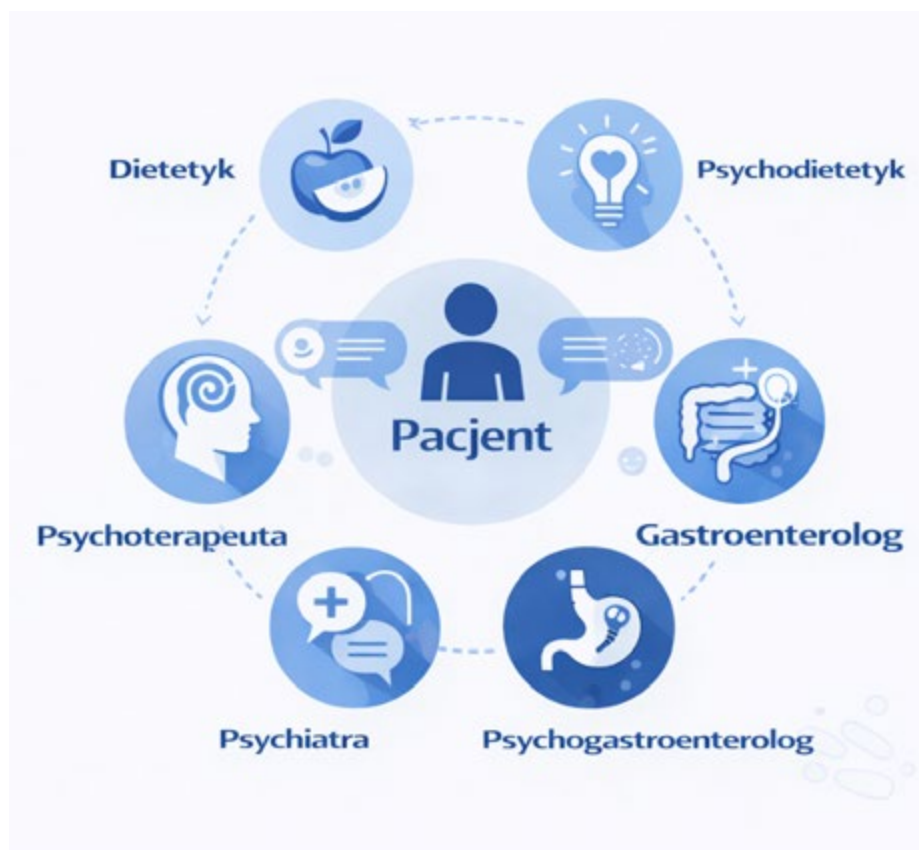 Dietetyk
Psychodietetyk
Pacjent
Psychoterapeuta
Gastroenterolog
Psychiatra
Psychogastroenterolog